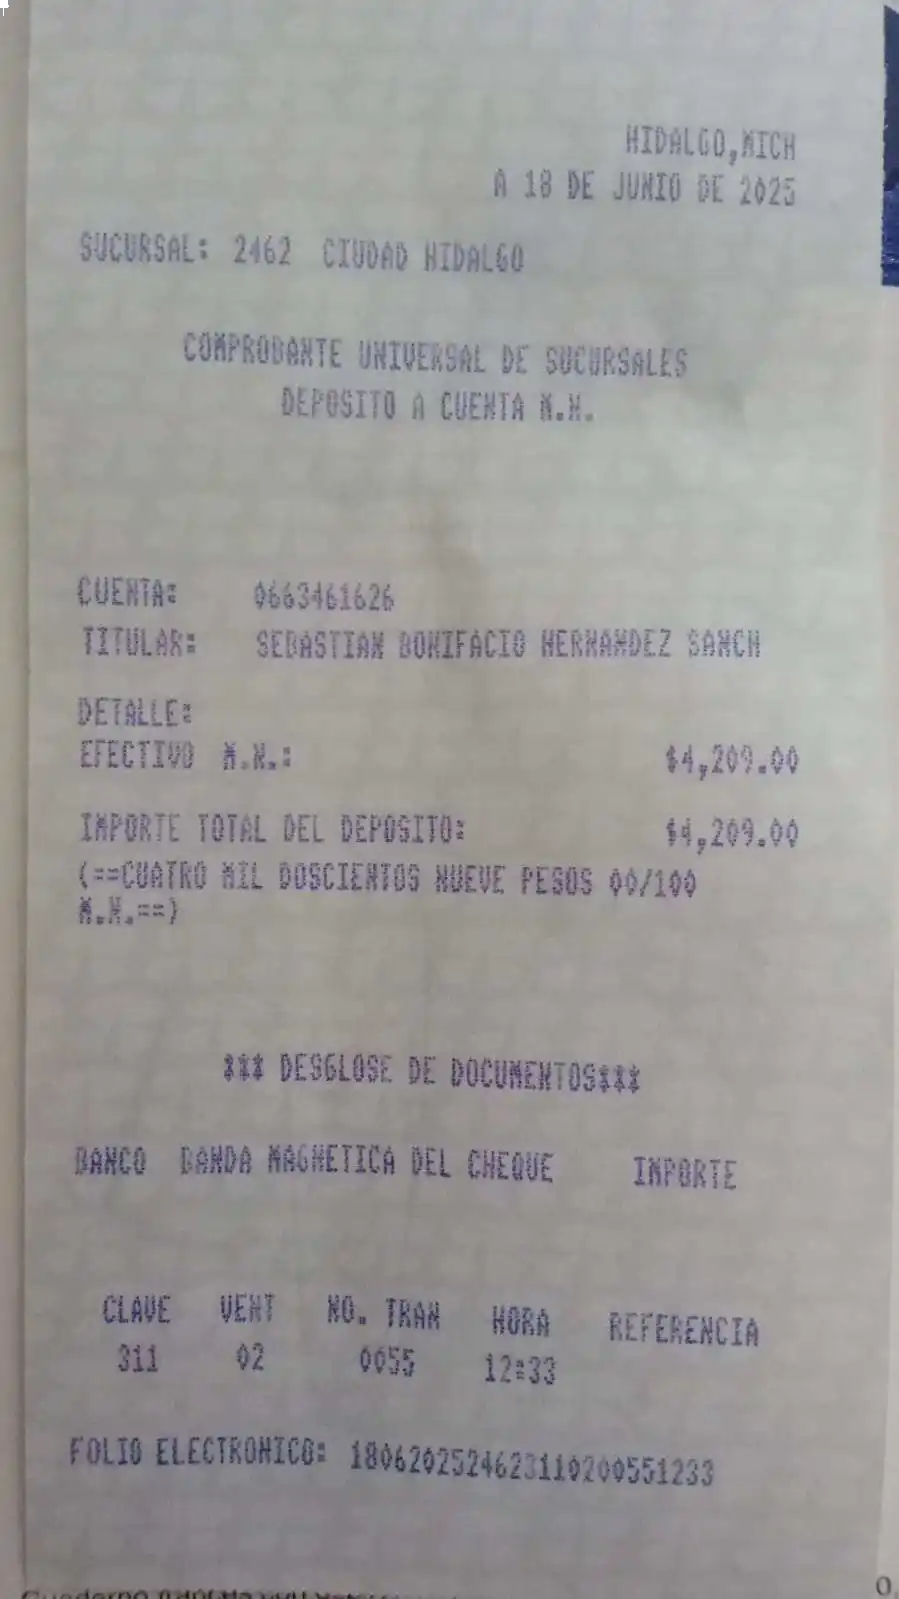 HIDALGO,MICH
A 18 DE JUNIO DE 2025
SUCURSAL: 2462 CIUDAD HIDALGO
COMPROBANTE UNIVERSAL DE SUCURSALES
DEPOSITO A CUENTA M.N.
CUENTA: 0663461626
TITULAR: SEBASTIAN BONIFACIO HERNANDEZ SANCH
DETALLE:
EFECTIVO M.N.: $4,209.00
IMPORTE TOTAL DEL DEPOSITO: $4,209.00
(==CUATRO MIL DOSCIENTOS NUEVE PESOS 00/100
M.N.==)
*** DESGLOSE DE DOCUMENTOS***
BANCO BANDA MAGNETICA DEL CHEQUE IMPORTE
CLAVE VENT NO. TRAN HORA REFERENCIA
311 02 0055 12:33
FOLIO ELECTRONICO: 1806202524623110200551233
Cuaderno
0.